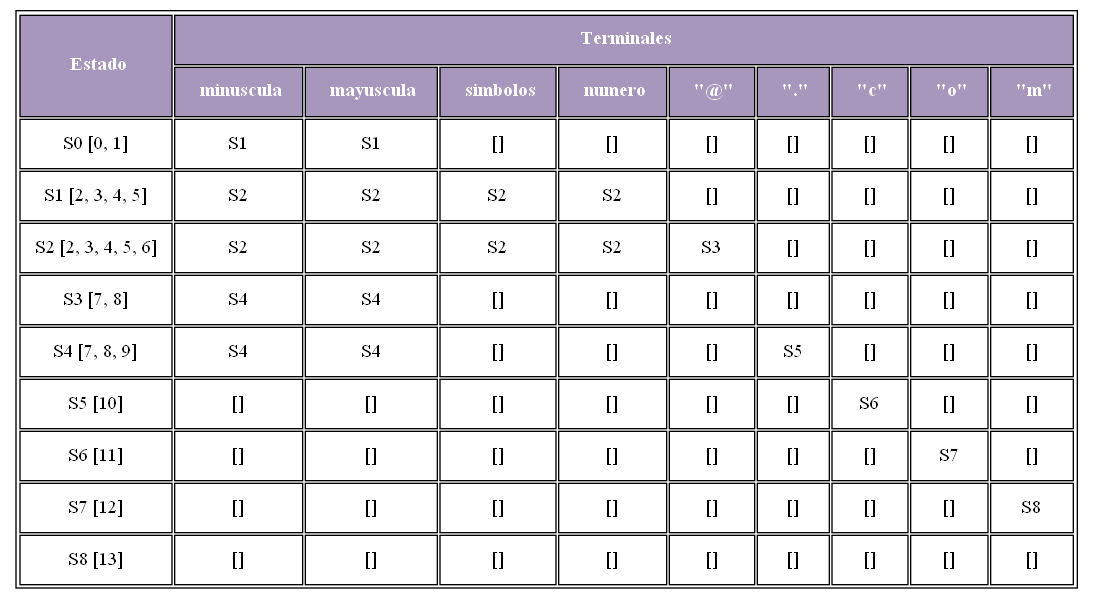 Estado Terminales
minuscula mayuscula simbolos numero "@" "." "c" "o" "m"
S0 [0, 1] S1 S1 [] [] [] [] [] [] []
S1 [2, 3, 4, 5] S2 S2 S2 S2 [] [] [] [] []
S2 [2, 3, 4, 5, 6] S2 S2 S2 S2 S3 [] [] [] []
S3 [7, 8] S4 S4 [] [] [] [] [] [] []
S4 [7, 8, 9] S4 S4 [] [] [] S5 [] [] []
S5 [10] [] [] [] [] [] [] S6 [] []
S6 [11] [] [] [] [] [] [] [] S7 []
S7 [12] [] [] [] [] [] [] [] [] S8
S8 [13] [] [] [] [] [] [] [] [] []